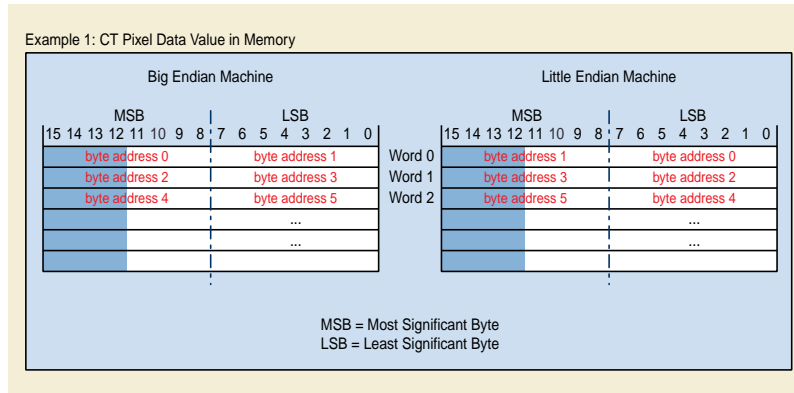 Example 1: CT Pixel Data Value in Memory
Big Endian Machine
Little Endian Machine
MSB LSB
15 14 13 12 11 10 9 8 7 6 5 4 3 2 1 0
MSB LSB
15 14 13 12 11 10 9 8 7 6 5 4 3 2 1 0
byte address 0 byte address 1 Word 0 byte address 1 byte address 0
byte address 2 byte address 3 Word 1 byte address 3 byte address 2
byte address 4 byte address 5 Word 2 byte address 5 byte address 4
... ...
... ...
MSB = Most Significant Byte
LSB = Least Significant Byte